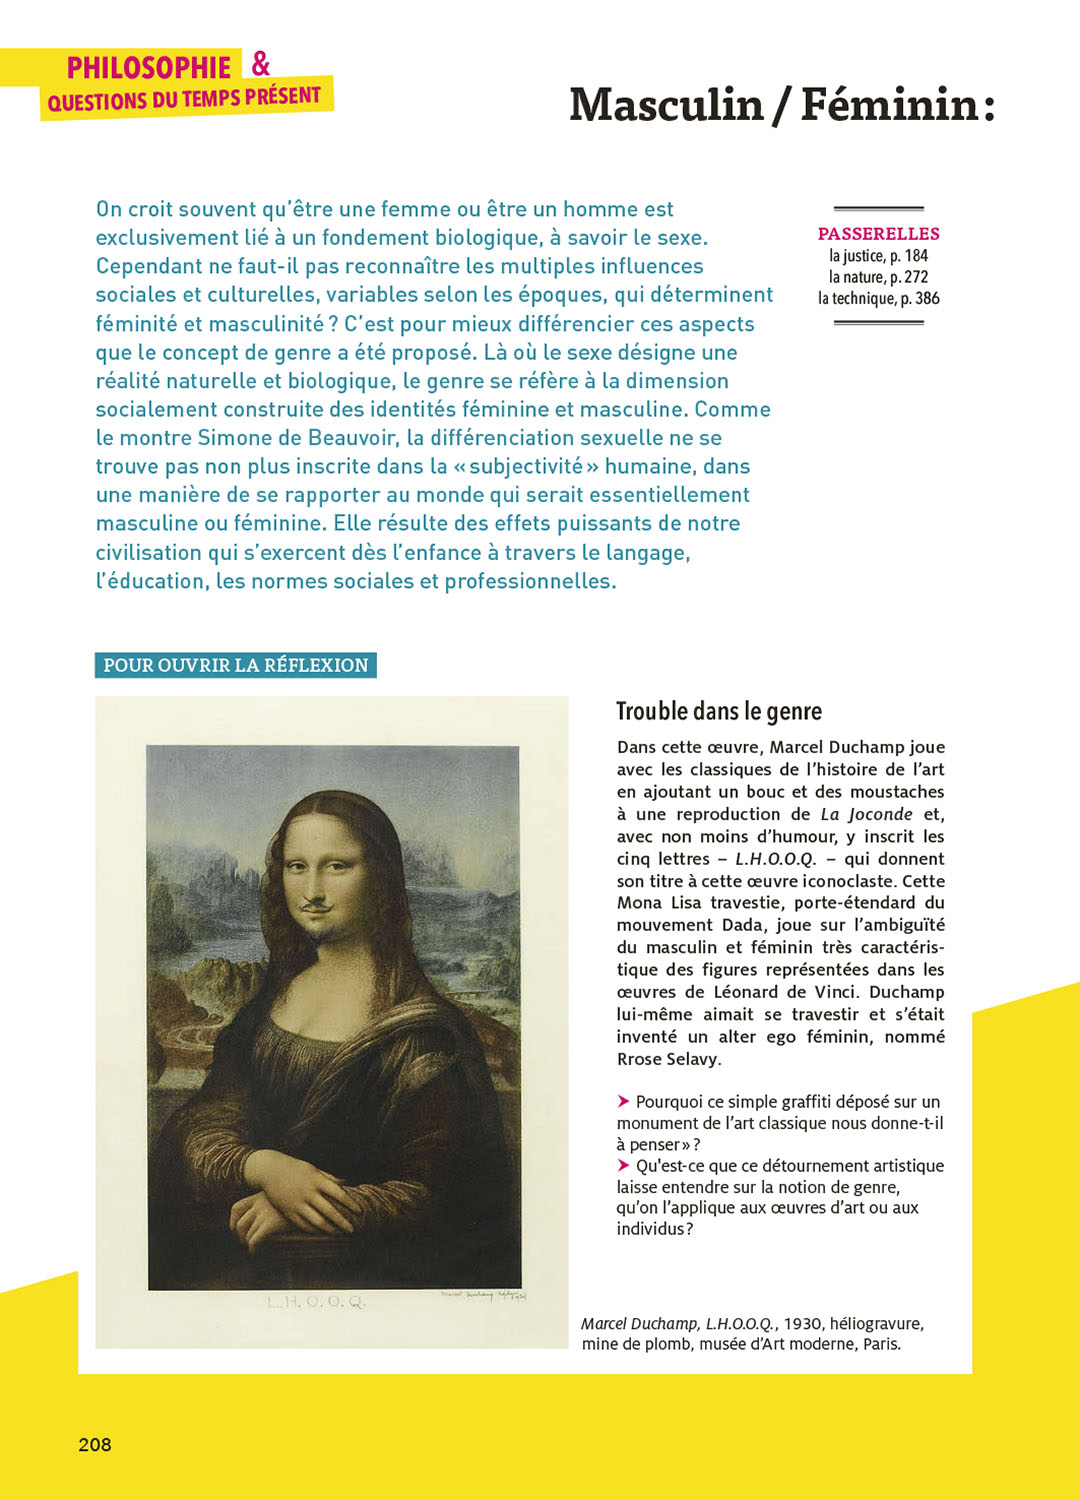 PHILOSOPHIE &
QUESTIONS DU TEMPS PRÉSENT
Masculin / Féminin :
On croit souvent qu’être une femme ou être un homme est
exclusivement lié à un fondement biologique, à savoir le sexe.
Cependant ne faut-il pas reconnaître les multiples influences
sociales et culturelles, variables selon les époques, qui déterminent
féminité et masculinité ? C’est pour mieux différencier ces aspects
que le concept de genre a été proposé. Là où le sexe désigne une
réalité naturelle et biologique, le genre se réfère à la dimension
socialement construite des identités féminine et masculine. Comme
le montre Simone de Beauvoir, la différenciation sexuelle ne se
trouve pas non plus inscrite dans la « subjectivité » humaine, dans
une manière de se rapporter au monde qui serait essentiellement
masculine ou féminine. Elle résulte des effets puissants de notre
civilisation qui s’exercent dès l’enfance à travers le langage,
l’éducation, les normes sociales et professionnelles.
PASSERELLES
la justice, p. 184
la nature, p. 272
la technique, p. 386
POUR OUVRIR LA RÉFLEXION
L.H.O.O.Q.
Marcel Duchamp
Trouble dans le genre
Dans cette œuvre, Marcel Duchamp joue
avec les classiques de l’histoire de l’art
en ajoutant un bouc et des moustaches
à une reproduction de La Joconde et,
avec non moins d’humour, y inscrit les
cinq lettres – L.H.O.O.Q. – qui donnent
son titre à cette œuvre iconoclaste. Cette
Mona Lisa travestie, porte-étendard du
mouvement Dada, joue sur l’ambiguïté
du masculin et féminin très caractéris-
tique des figures représentées dans les
œuvres de Léonard de Vinci. Duchamp
lui-même aimait se travestir et s’était
inventé un alter ego féminin, nommé
Rrose Selavy.
➤ Pourquoi ce simple graffiti déposé sur un
monument de l’art classique nous donne-t-il
à penser » ?
➤ Qu'est-ce que ce détournement artistique
laisse entendre sur la notion de genre,
qu’on l’applique aux œuvres d’art ou aux
individus ?
Marcel Duchamp, L.H.O.O.Q., 1930, héliogravure,
mine de plomb, musée d’Art moderne, Paris.
208